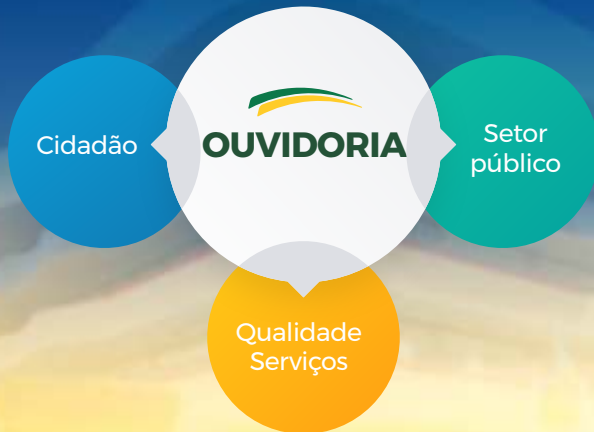 Cidadão
OUVIDORIA
Setor
público
Qualidade
Serviços